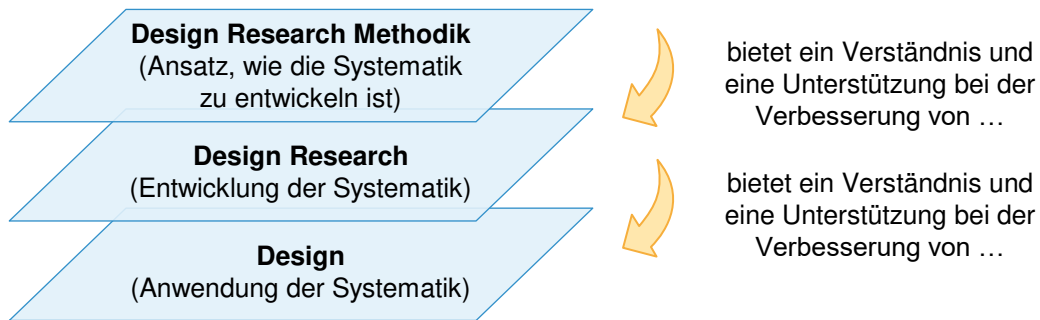 Design Research Methodik
(Ansatz, wie die Systematik
zu entwickeln ist)
bietet ein Verständnis und
eine Unterstützung bei der
Verbesserung von …
Design Research
(Entwicklung der Systematik)
bietet ein Verständnis und
eine Unterstützung bei der
Verbesserung von …
Design
(Anwendung der Systematik)